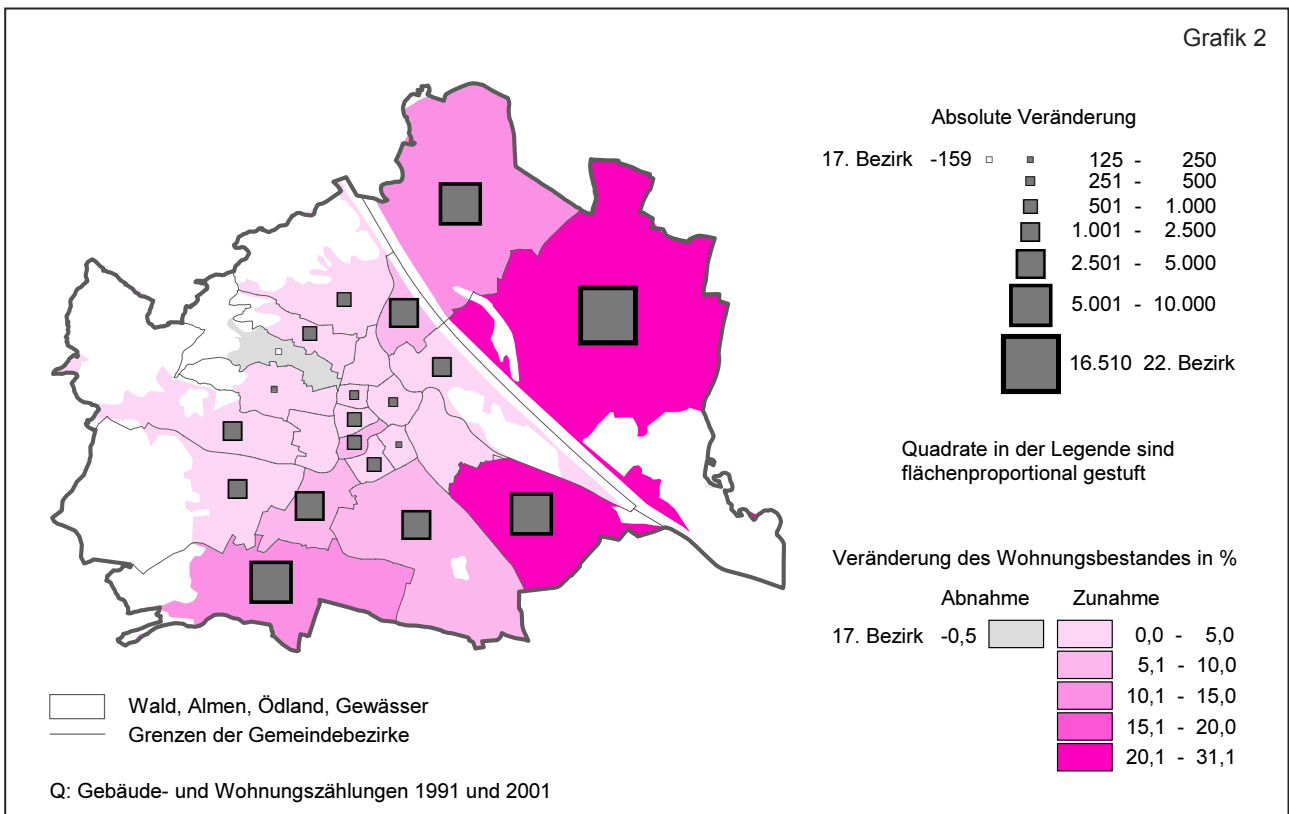 Grafik 2
Absolute Veränderung
17. Bezirk -159 125 - 250
251 - 500
501 - 1.000
1.001 - 2.500
2.501 - 5.000
5.001 - 10.000
16.510 22. Bezirk
Quadrate in der Legende sind
flächenproportional gestuft
Veränderung des Wohnungsbestandes in %
Abnahme Zunahme
17. Bezirk -0,5 0,0 - 5,0
5,1 - 10,0
10,1 - 15,0
15,1 - 20,0
20,1 - 31,1
Wald, Almen, Ödland, Gewässer
Grenzen der Gemeindebezirke
Q: Gebäude- und Wohnungszählungen 1991 und 2001